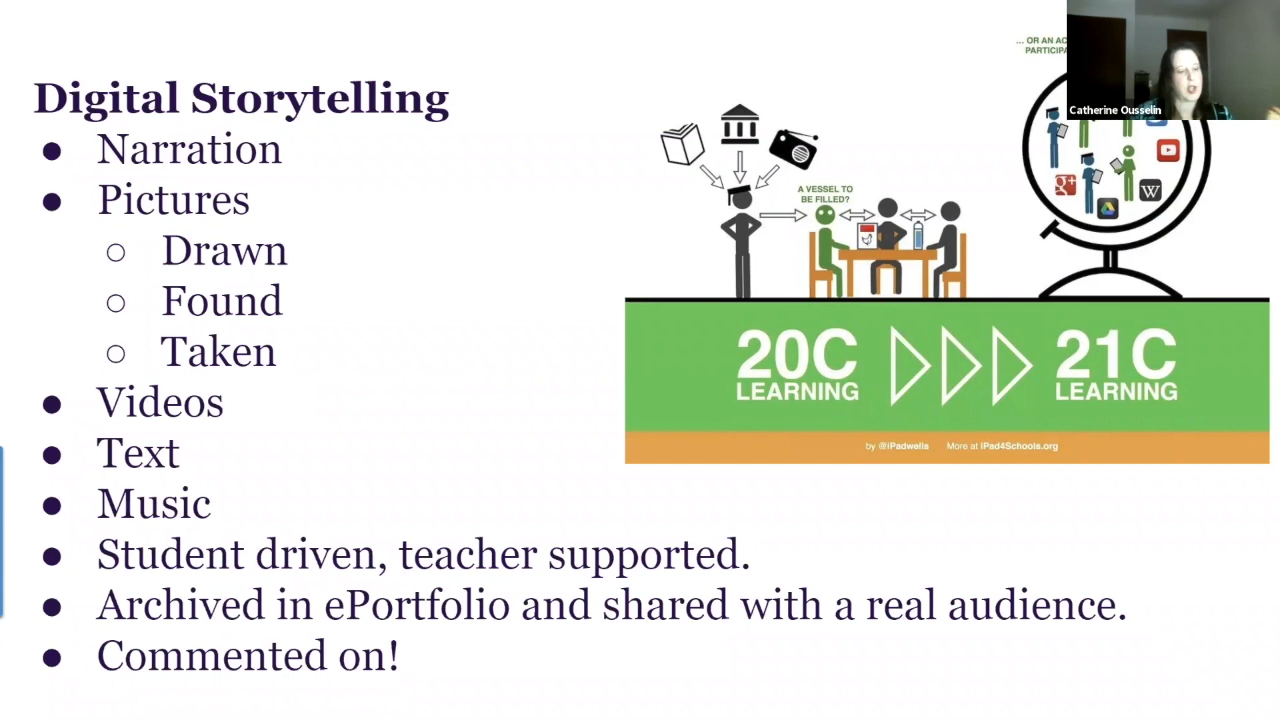 Digital Storytelling
● Narration
● Pictures
○ Drawn
○ Found
○ Taken
● Videos
● Text
● Music
● Student driven, teacher supported.
● Archived in ePortfolio and shared with a real audience.
● Commented on!
... OR AN
Catherine Ousselin
A VESSEL TO
BE FILLED?
g+
W
20C
LEARNING
21C
LEARNING
by @iPadwells More at iPad4Schools.org